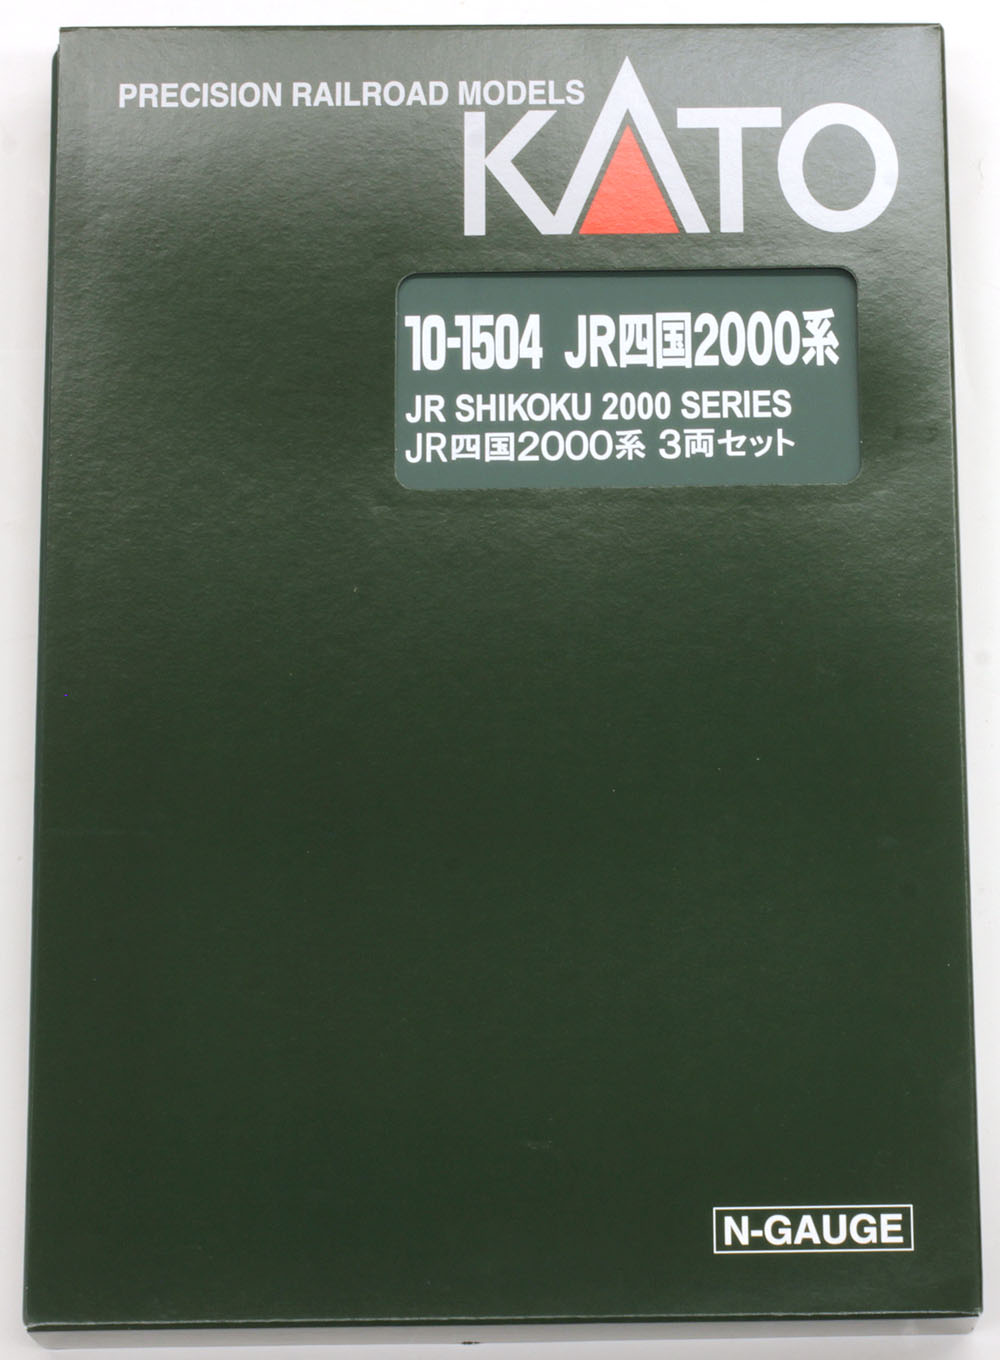 PRECISION RAILROAD MODELS
KATO
10-1504 JR四国2000系
JR SHIKOKU 2000 SERIES
JR四国2000系 3両セット
N-GAUGE